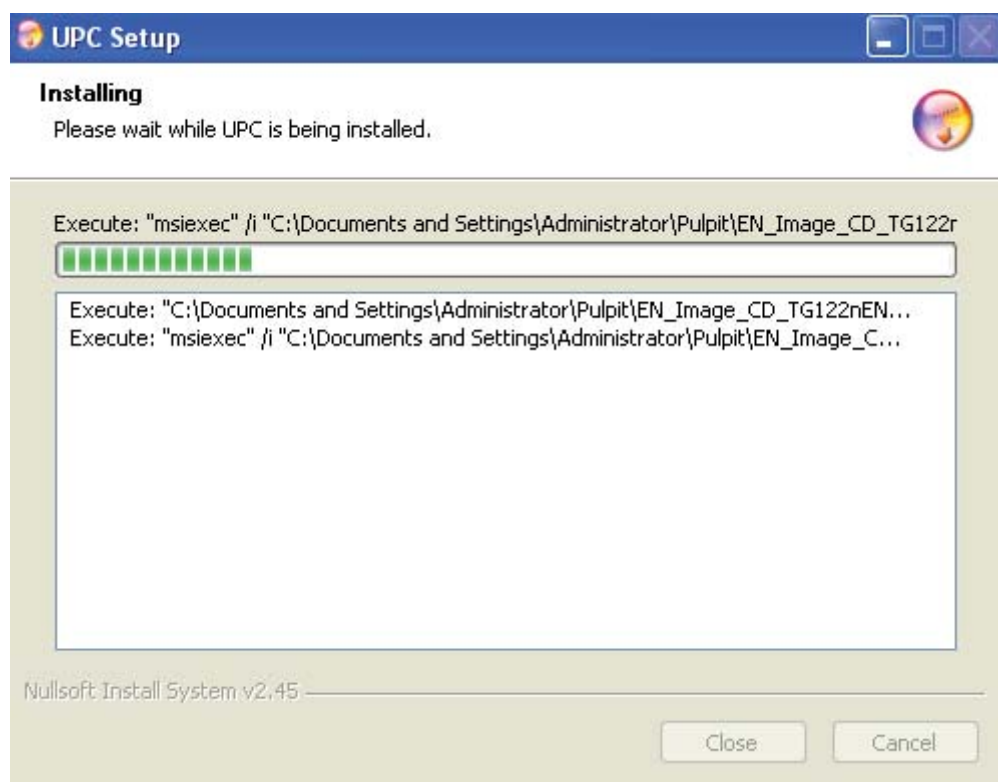 UPC Setup
Installing
Please wait while UPC is being installed.
Execute: "msiexec" /i "C:\Documents and Settings\Administrator\Pulpit\EN_Image_CD_TG122r
Execute: "C:\Documents and Settings\Administrator\Pulpit\EN_Image_CD_TG122nEN...
Execute: "msiexec" /i "C:\Documents and Settings\Administrator\Pulpit\EN_Image_C...
Nullsoft Install System v2.45
Close
Cancel